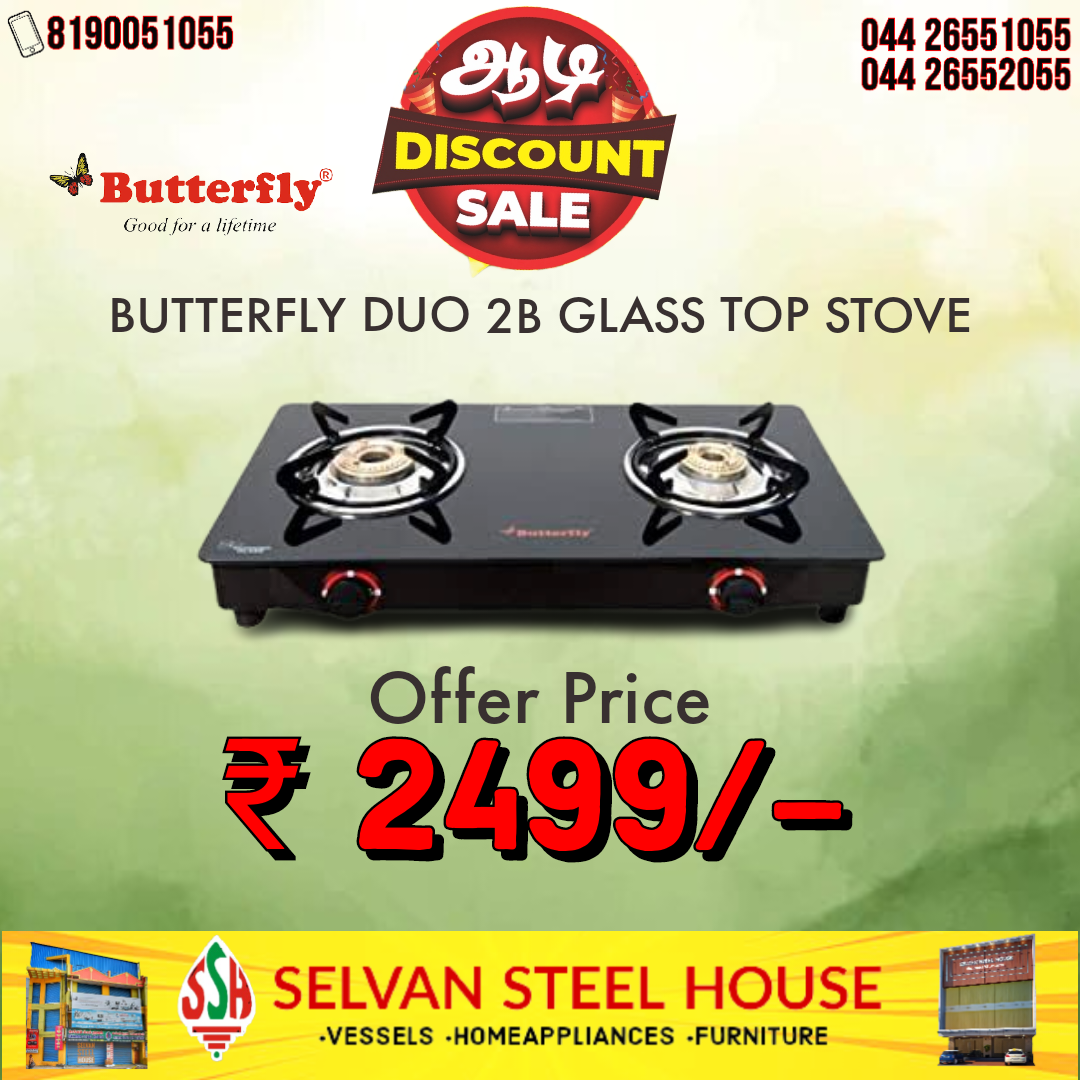 8190051055
044 26551055
044 26552055
ஆடி
DISCOUNT
SALE
Butterfly®
Good for a lifetime
BUTTERFLY DUO 2B GLASS TOP STOVE
Butterfly
Offer Price
₹ 2499/-
SSH
SELVAN STEEL HOUSE
•VESSELS •HOMEAPPLIANCES •FURNITURE